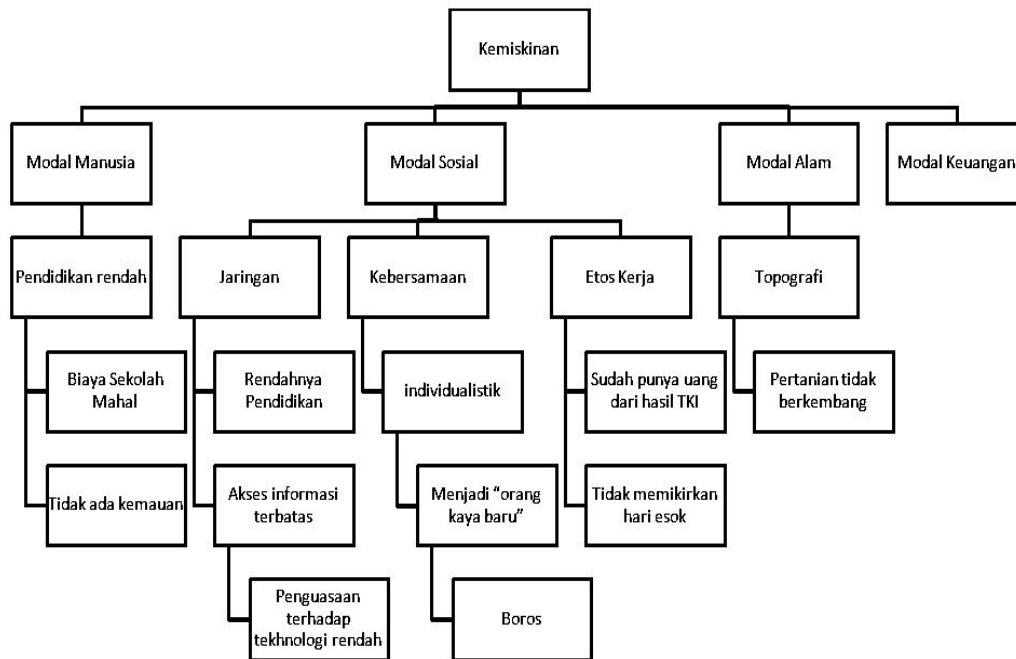 Kemiskinan
Modal Manusia
Modal Sosial
Modal Alam
Modal Keuangan
Pendidikan rendah
Jaringan
Kebersamaan
Etos Kerja
Topografi
Biaya Sekolah
Mahal
Rendahnya
Pendidikan
individualistik
Sudah punya uang
dari hasil TKI
Pertanian tidak
berkembang
Tidak ada kemauan
Akses informasi
terbatas
Menjadi “orang
kaya baru”
Tidak memikirkan
hari esok
Penguasaan
terhadap
tekhnologi rendah
Boros